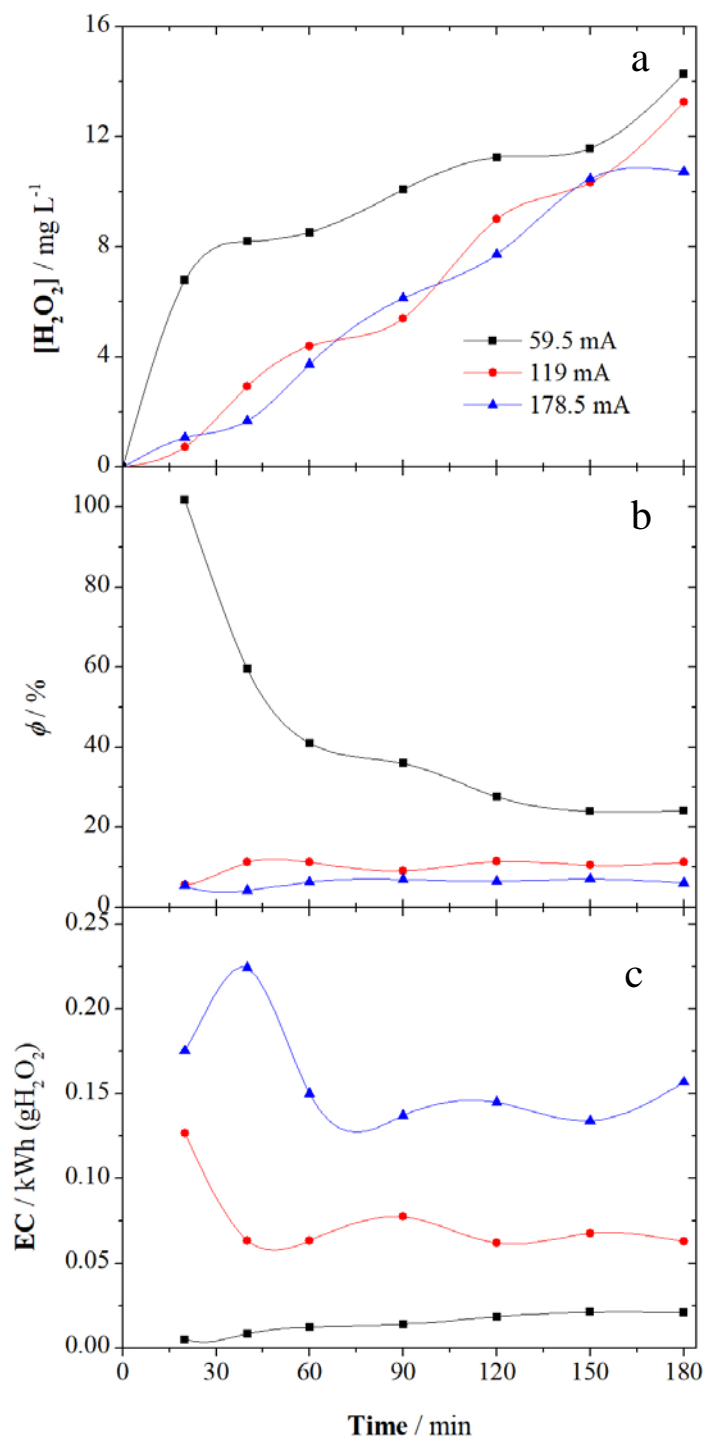 a
16
12
8
4
0
[H₂O₂] / mg L⁻¹
59.5 mA
119 mA
178.5 mA
b
100
80
60
40
20
0
ϕ / %
c
0.25
0.20
0.15
0.10
0.05
0.00
EC / kWh (gH₂O₂)
0 30 60 90 120 150 180
Time / min